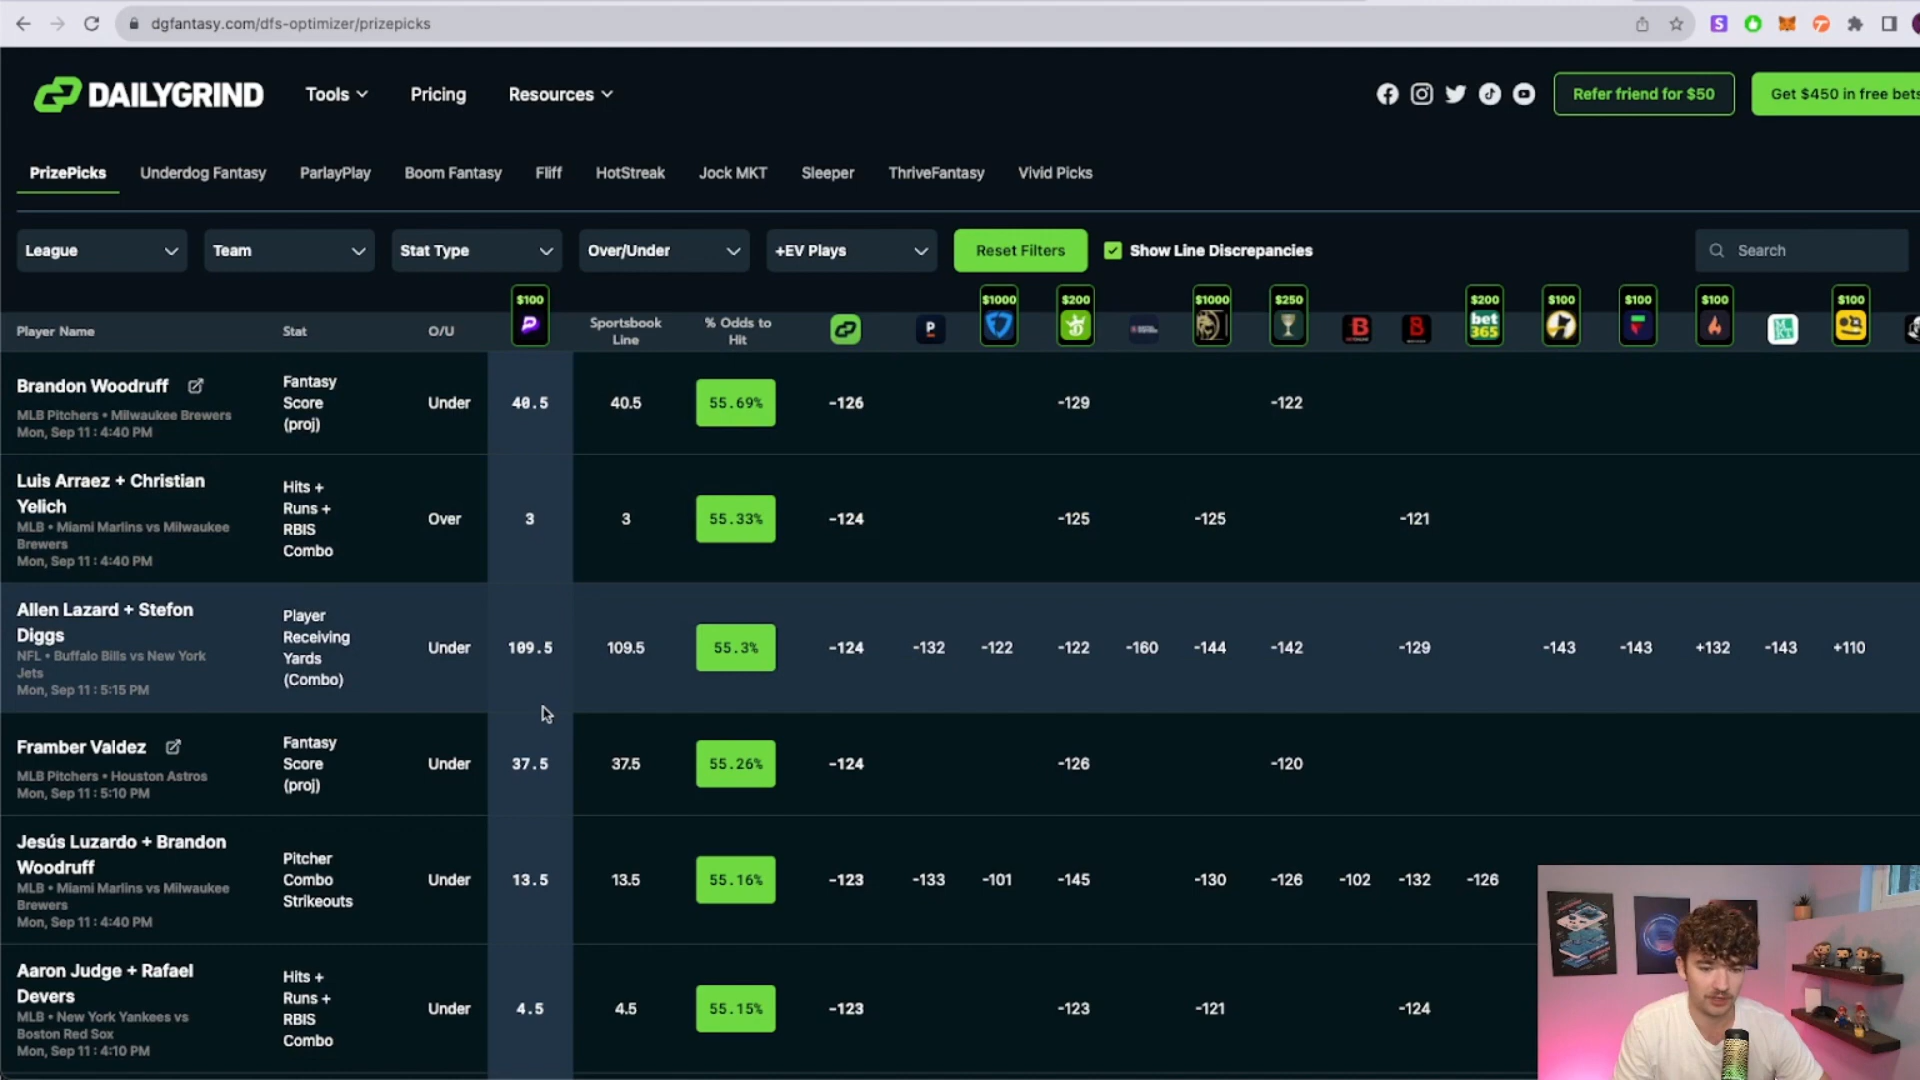 dgfantasy.com/dfs-optimizer/prizepicks
DAILYGRIND
Tools
Pricing
Resources
Refer friend for $50
Get $450 in free bets
PrizePicks
Underdog Fantasy
ParlayPlay
Boom Fantasy
Fliff
HotStreak
Jock MKT
Sleeper
ThriveFantasy
Vivid Picks
League
Team
Stat Type
Over/Under
+EV Plays
Reset Filters
Show Line Discrepancies
Search
Player Name
Stat
O/U
$100
Sportsbook
Line
% Odds to
Hit
$1000
$200
$1000
$250
$200
bet
365
$100
$100
$100
$100
Brandon Woodruff
MLB Pitchers • Milwaukee Brewers
Mon, Sep 11 : 4:40 PM
Fantasy
Score
(proj)
Under
40.5
40.5
55.69%
-126
-129
-122
Luis Arraez + Christian
Yelich
MLB • Miami Marlins vs Milwaukee
Brewers
Mon, Sep 11 : 4:40 PM
Hits +
Runs +
RBIS
Combo
Over
3
3
55.33%
-124
-125
-125
-121
Allen Lazard + Stefon
Diggs
NFL • Buffalo Bills vs New York
Jets
Mon, Sep 11 : 5:15 PM
Player
Receiving
Yards
(Combo)
Under
109.5
109.5
55.3%
-124
-132
-122
-122
-160
-144
-142
-129
-143
-143
+132
-143
+110
Framber Valdez
MLB Pitchers • Houston Astros
Mon, Sep 11 : 5:10 PM
Fantasy
Score
(proj)
Under
37.5
37.5
55.26%
-124
-126
-120
Jesús Luzardo + Brandon
Woodruff
MLB • Miami Marlins vs Milwaukee
Brewers
Mon, Sep 11 : 4:40 PM
Pitcher
Combo
Strikeouts
Under
13.5
13.5
55.16%
-123
-133
-101
-145
-130
-126
-102
-132
-126
Aaron Judge + Rafael
Devers
MLB • New York Yankees vs
Boston Red Sox
Mon, Sep 11 : 4:10 PM
Hits +
Runs +
RBIS
Combo
Under
4.5
4.5
55.15%
-123
-123
-121
-124